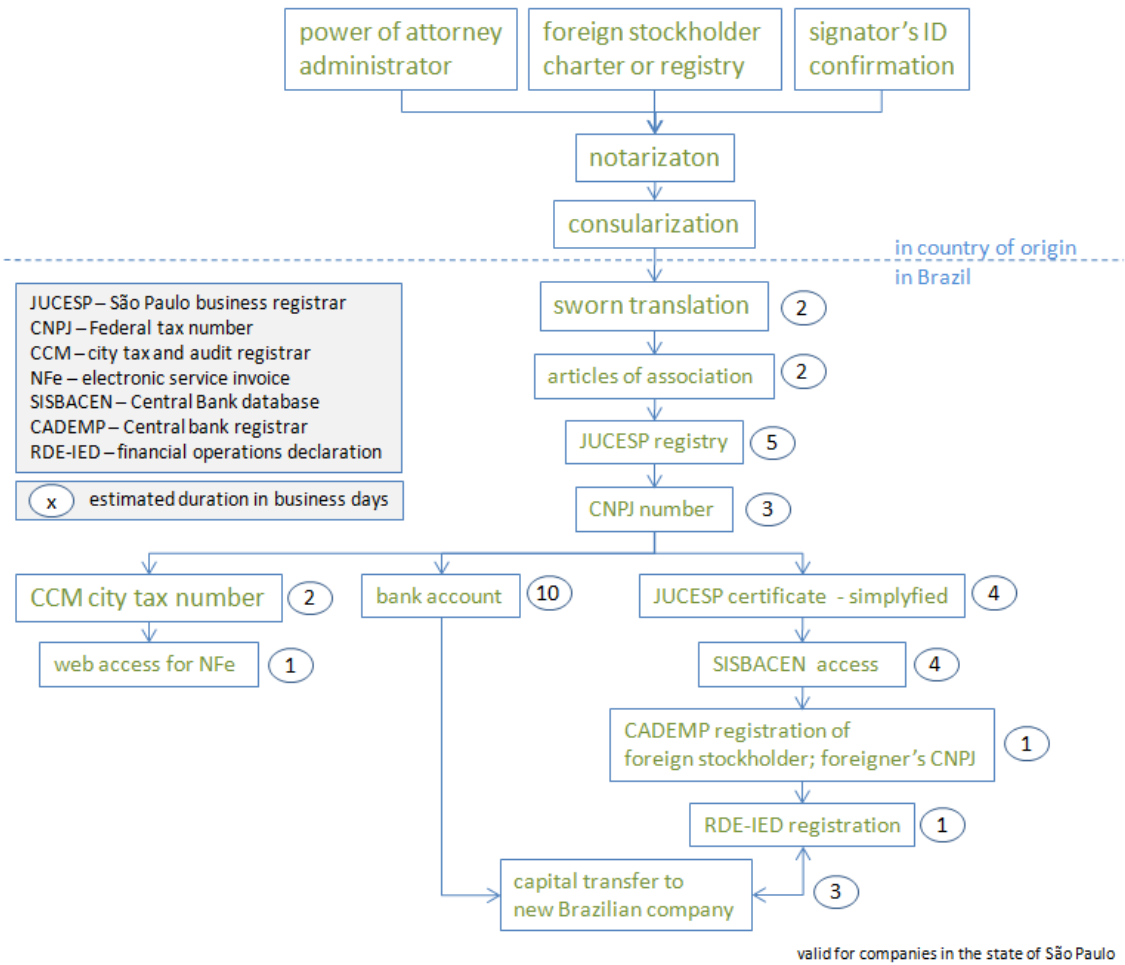 power of attorney
administrator
foreign stockholder
charter or registry
signator's ID
confirmation
notarizaton
consularization
in country of origin
in Brazil
JUCESP – São Paulo business registrar
CNPJ – Federal tax number
CCM – city tax and audit registrar
NFe – electronic service invoice
SISBACEN – Central Bank database
CADEMP – Central bank registrar
RDE-IED – financial operations declaration
x estimated duration in business days
sworn translation 2
articles of association 2
JUCESP registry 5
CNPJ number 3
CCM city tax number 2
bank account 10
JUCESP certificate - simplyfied 4
web access for NFe 1
SISBACEN access 4
CADEMP registration of
foreign stockholder; foreigner's CNPJ 1
RDE-IED registration 1
capital transfer to
new Brazilian company 3
valid for companies in the state of São Paulo